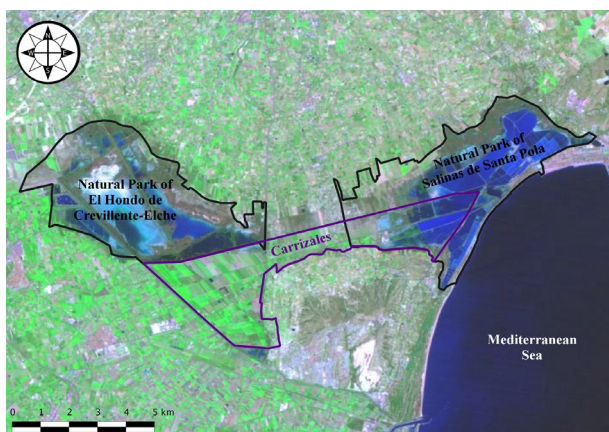 N
W
E
S
Natural Park of
El Hondo de
Crevillente-Elche
Natural Park of
Salinas de Santa Pola
Carrizales
Mediterranean
Sea
0 1 2 3 4 5 km